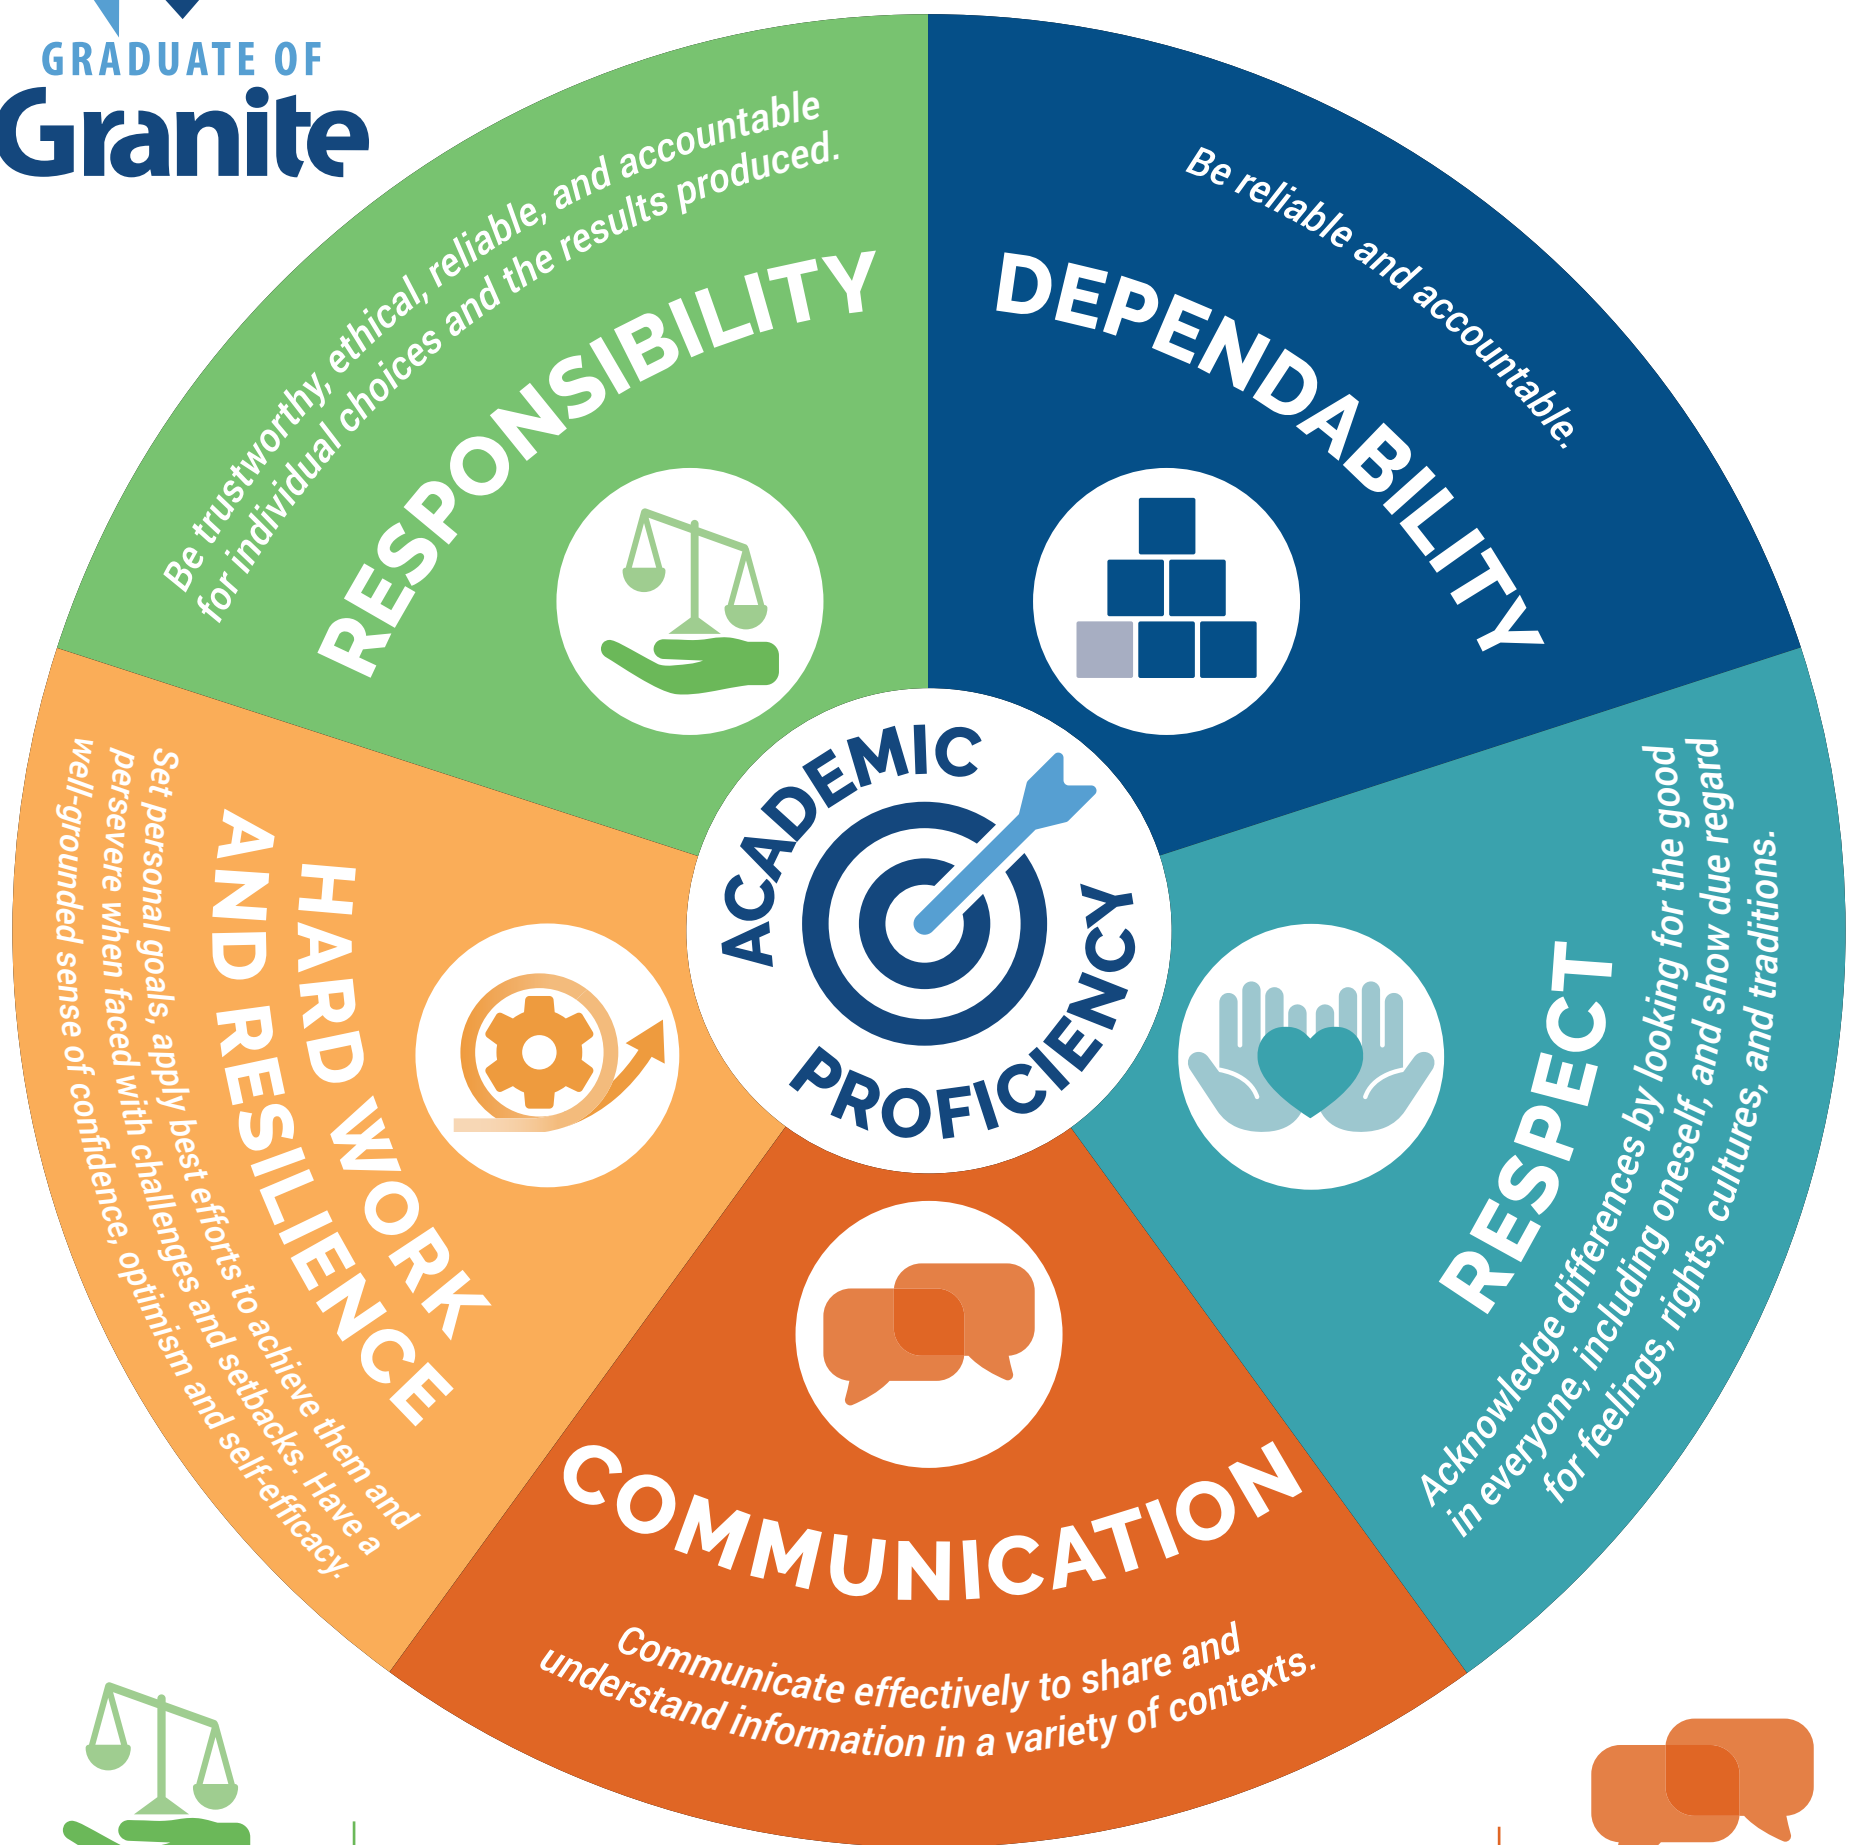 GRADUATE OF
Granite
Be trustworthy, ethical, reliable, and accountable
for individual choices and the results produced.
RESPONSIBILITY
Be reliable and accountable.
DEPENDABILITY
ACADEMIC
PROFICIENCY
RESPECT
Acknowledge differences by looking for the good
in everyone, including oneself, and show due regard
for feelings, rights, cultures, and traditions.
COMMUNICATION
Communicate effectively to share and
understand information in a variety of contexts.
HARD WORK
AND RESILIENCE
Set personal goals, apply best efforts to achieve them and
persevere when faced with challenges and setbacks. Have a
well-grounded sense of confidence, optimism and self-efficacy.